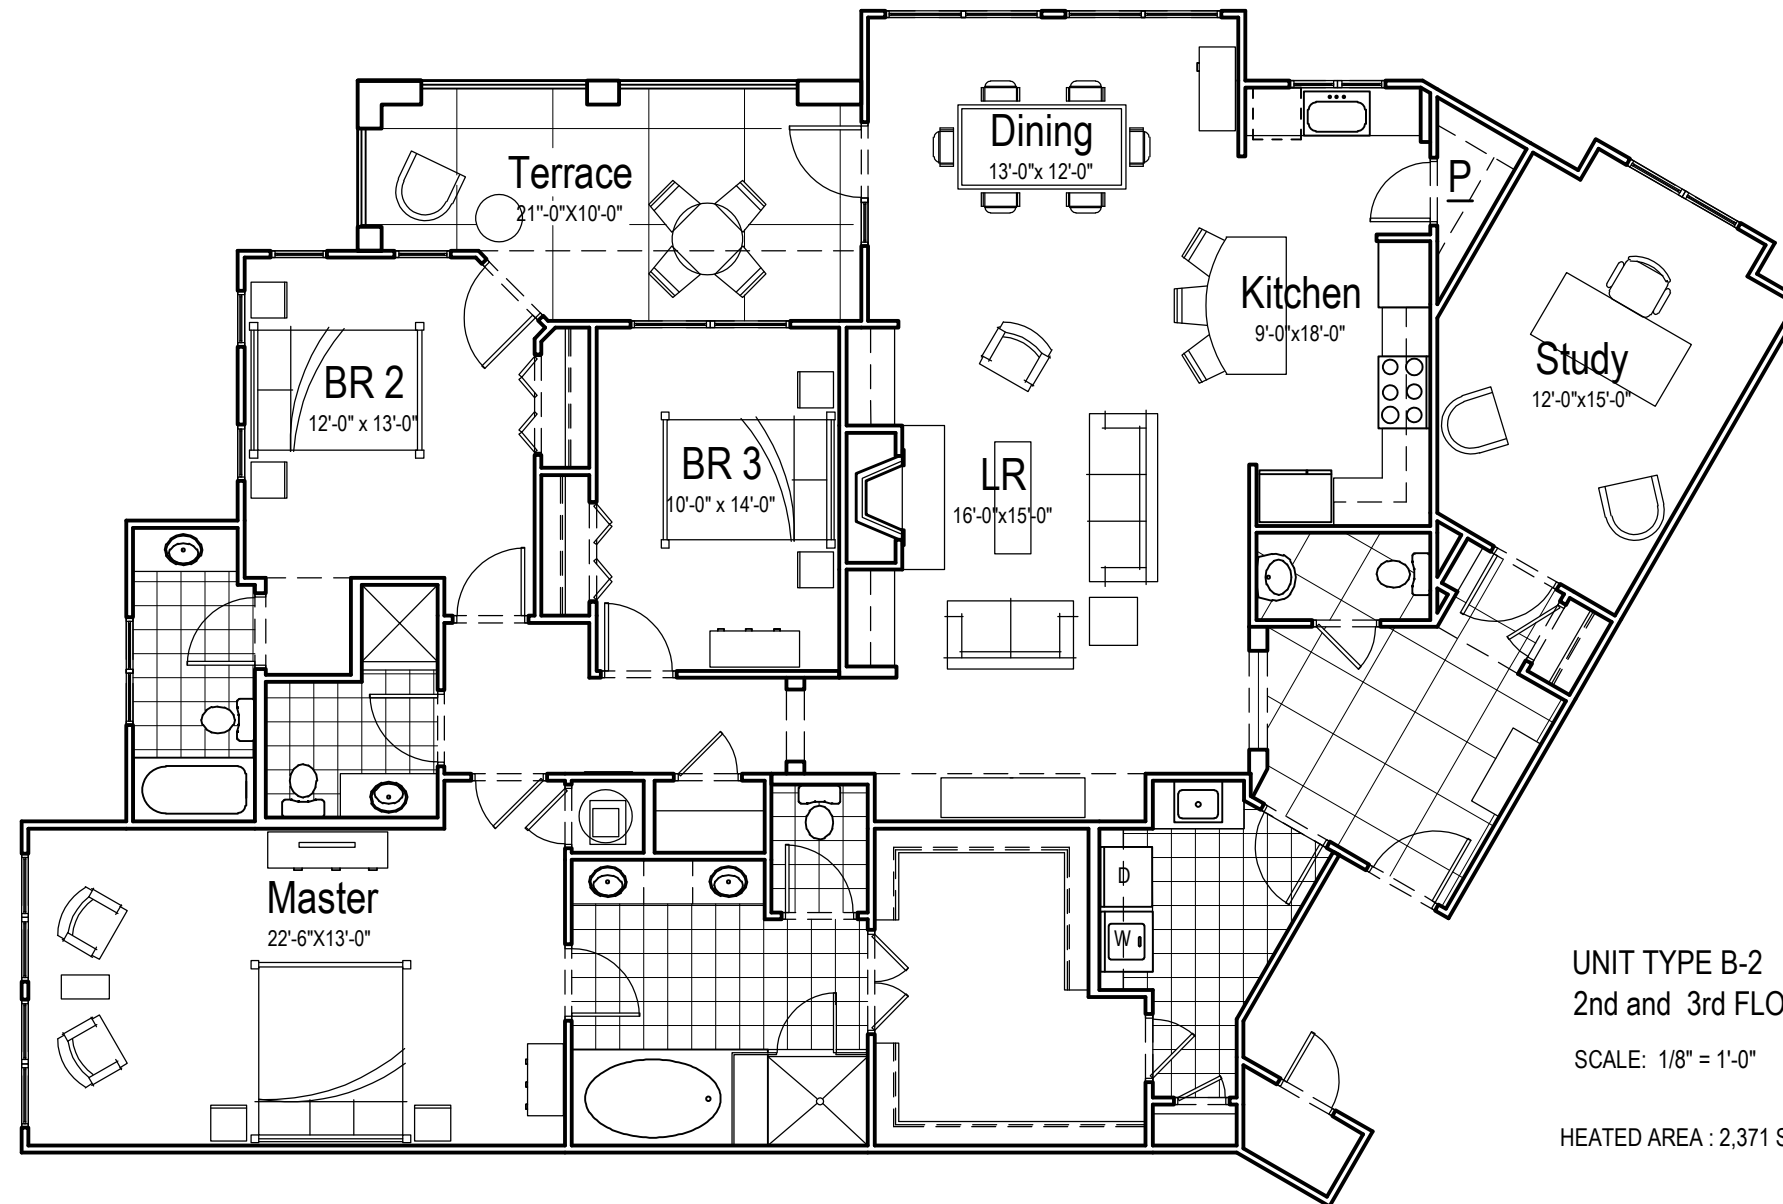 Dining
13'-0"x 12'-0"
Terrace
21"-0"X10'-0"
P
Kitchen
9'-0"x18'-0"
Study
12'-0"x15'-0"
BR 2
12'-0" x 13'-0"
BR 3
10'-0" x 14'-0"
LR
16'-0"x15'-0"
Master
22'-6"X13'-0"
D
W
UNIT TYPE B-2
2nd and 3rd FLO
SCALE: 1/8" = 1'-0"
HEATED AREA : 2,371 S